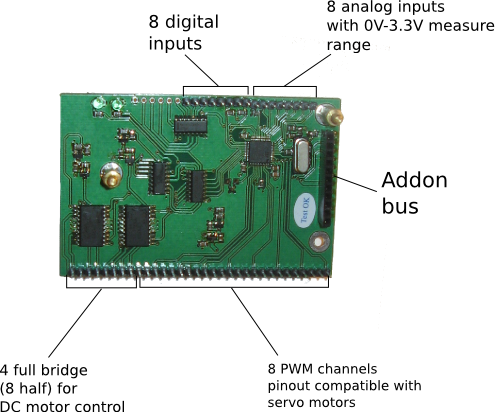 8 digital
inputs
8 analog inputs
with 0V-3.3V measure
range
Addon
bus
Test OK
4 full bridge
(8 half) for
DC motor control
8 PWM channels
pinout compatible with
servo motors